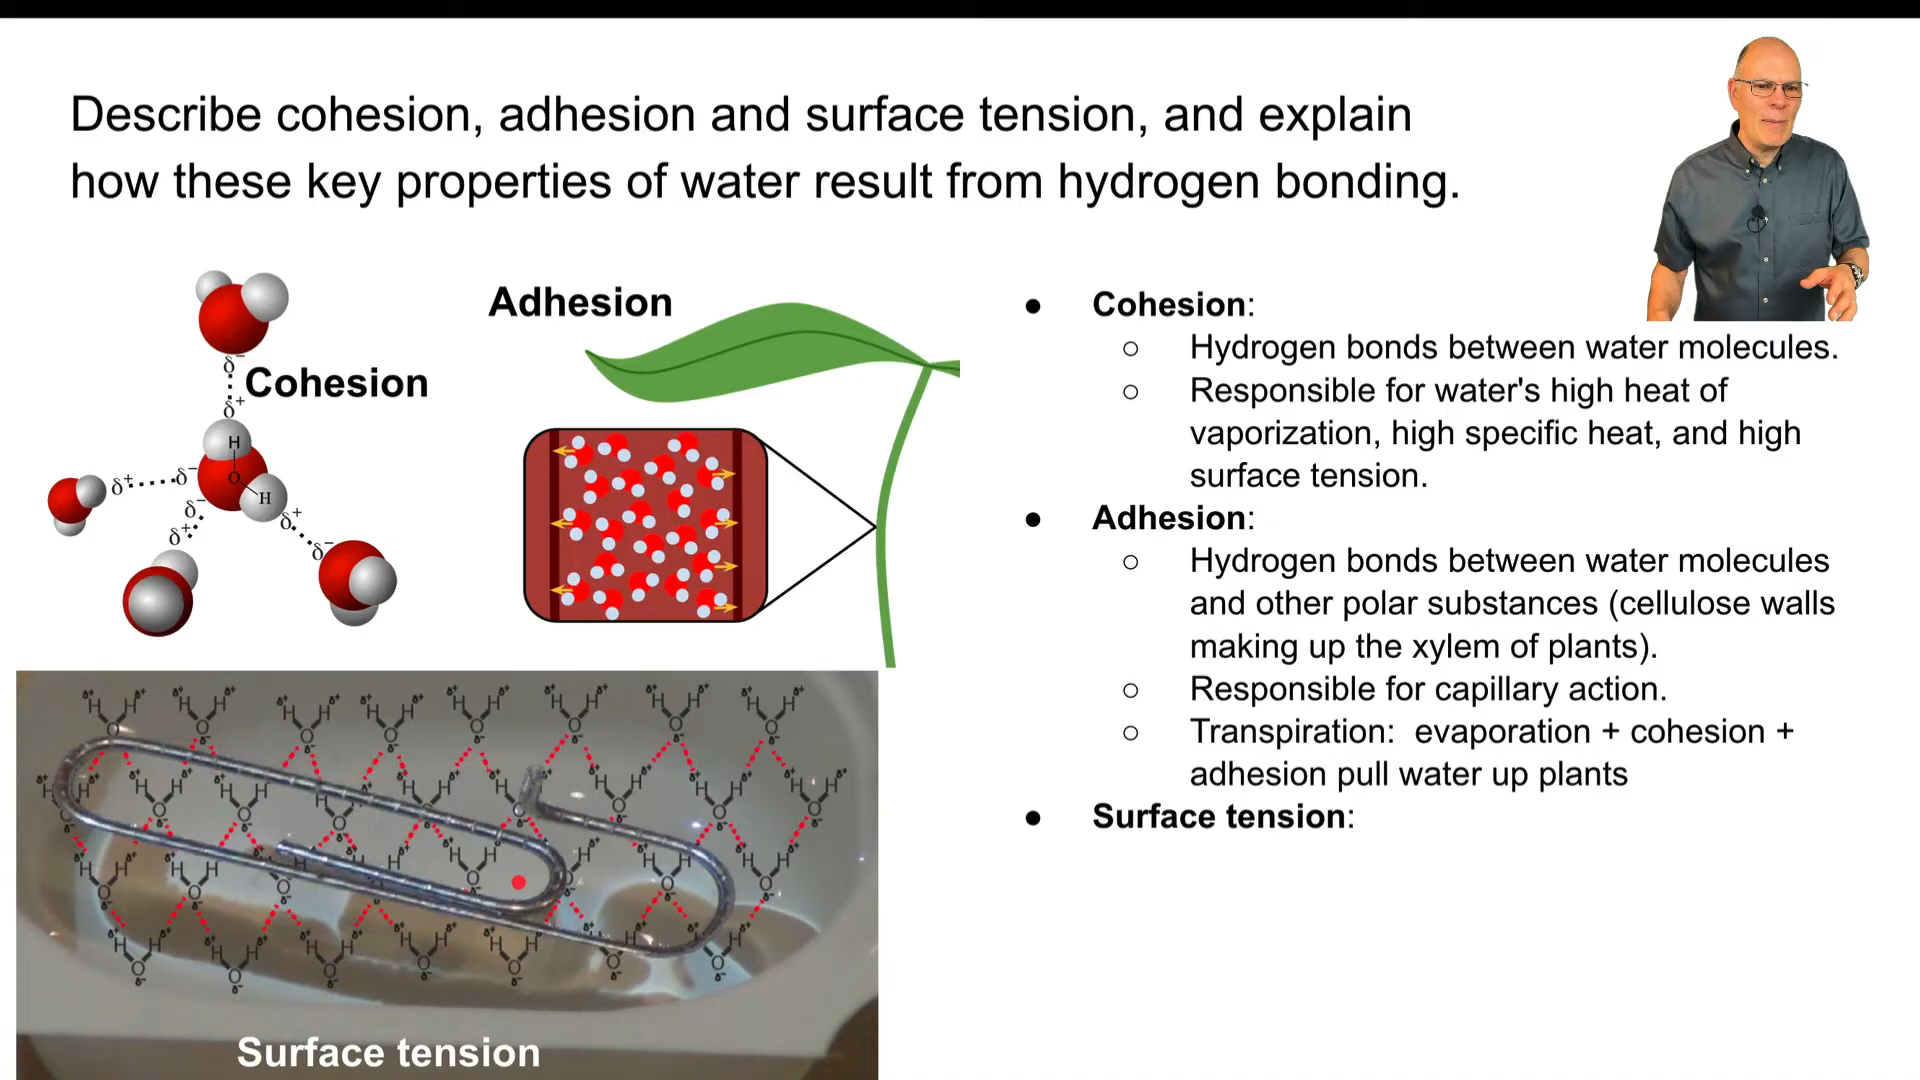 Describe cohesion, adhesion and surface tension, and explain
how these key properties of water result from hydrogen bonding.
Cohesion
δ−
δ+
H
O
H
δ+
δ−
δ−
δ+
δ+
δ−
Adhesion
● Cohesion:
○ Hydrogen bonds between water molecules.
○ Responsible for water's high heat of
vaporization, high specific heat, and high
surface tension.
● Adhesion:
○ Hydrogen bonds between water molecules
and other polar substances (cellulose walls
making up the xylem of plants).
○ Responsible for capillary action.
○ Transpiration:  evaporation + cohesion +
adhesion pull water up plants
● Surface tension:
Surface tension